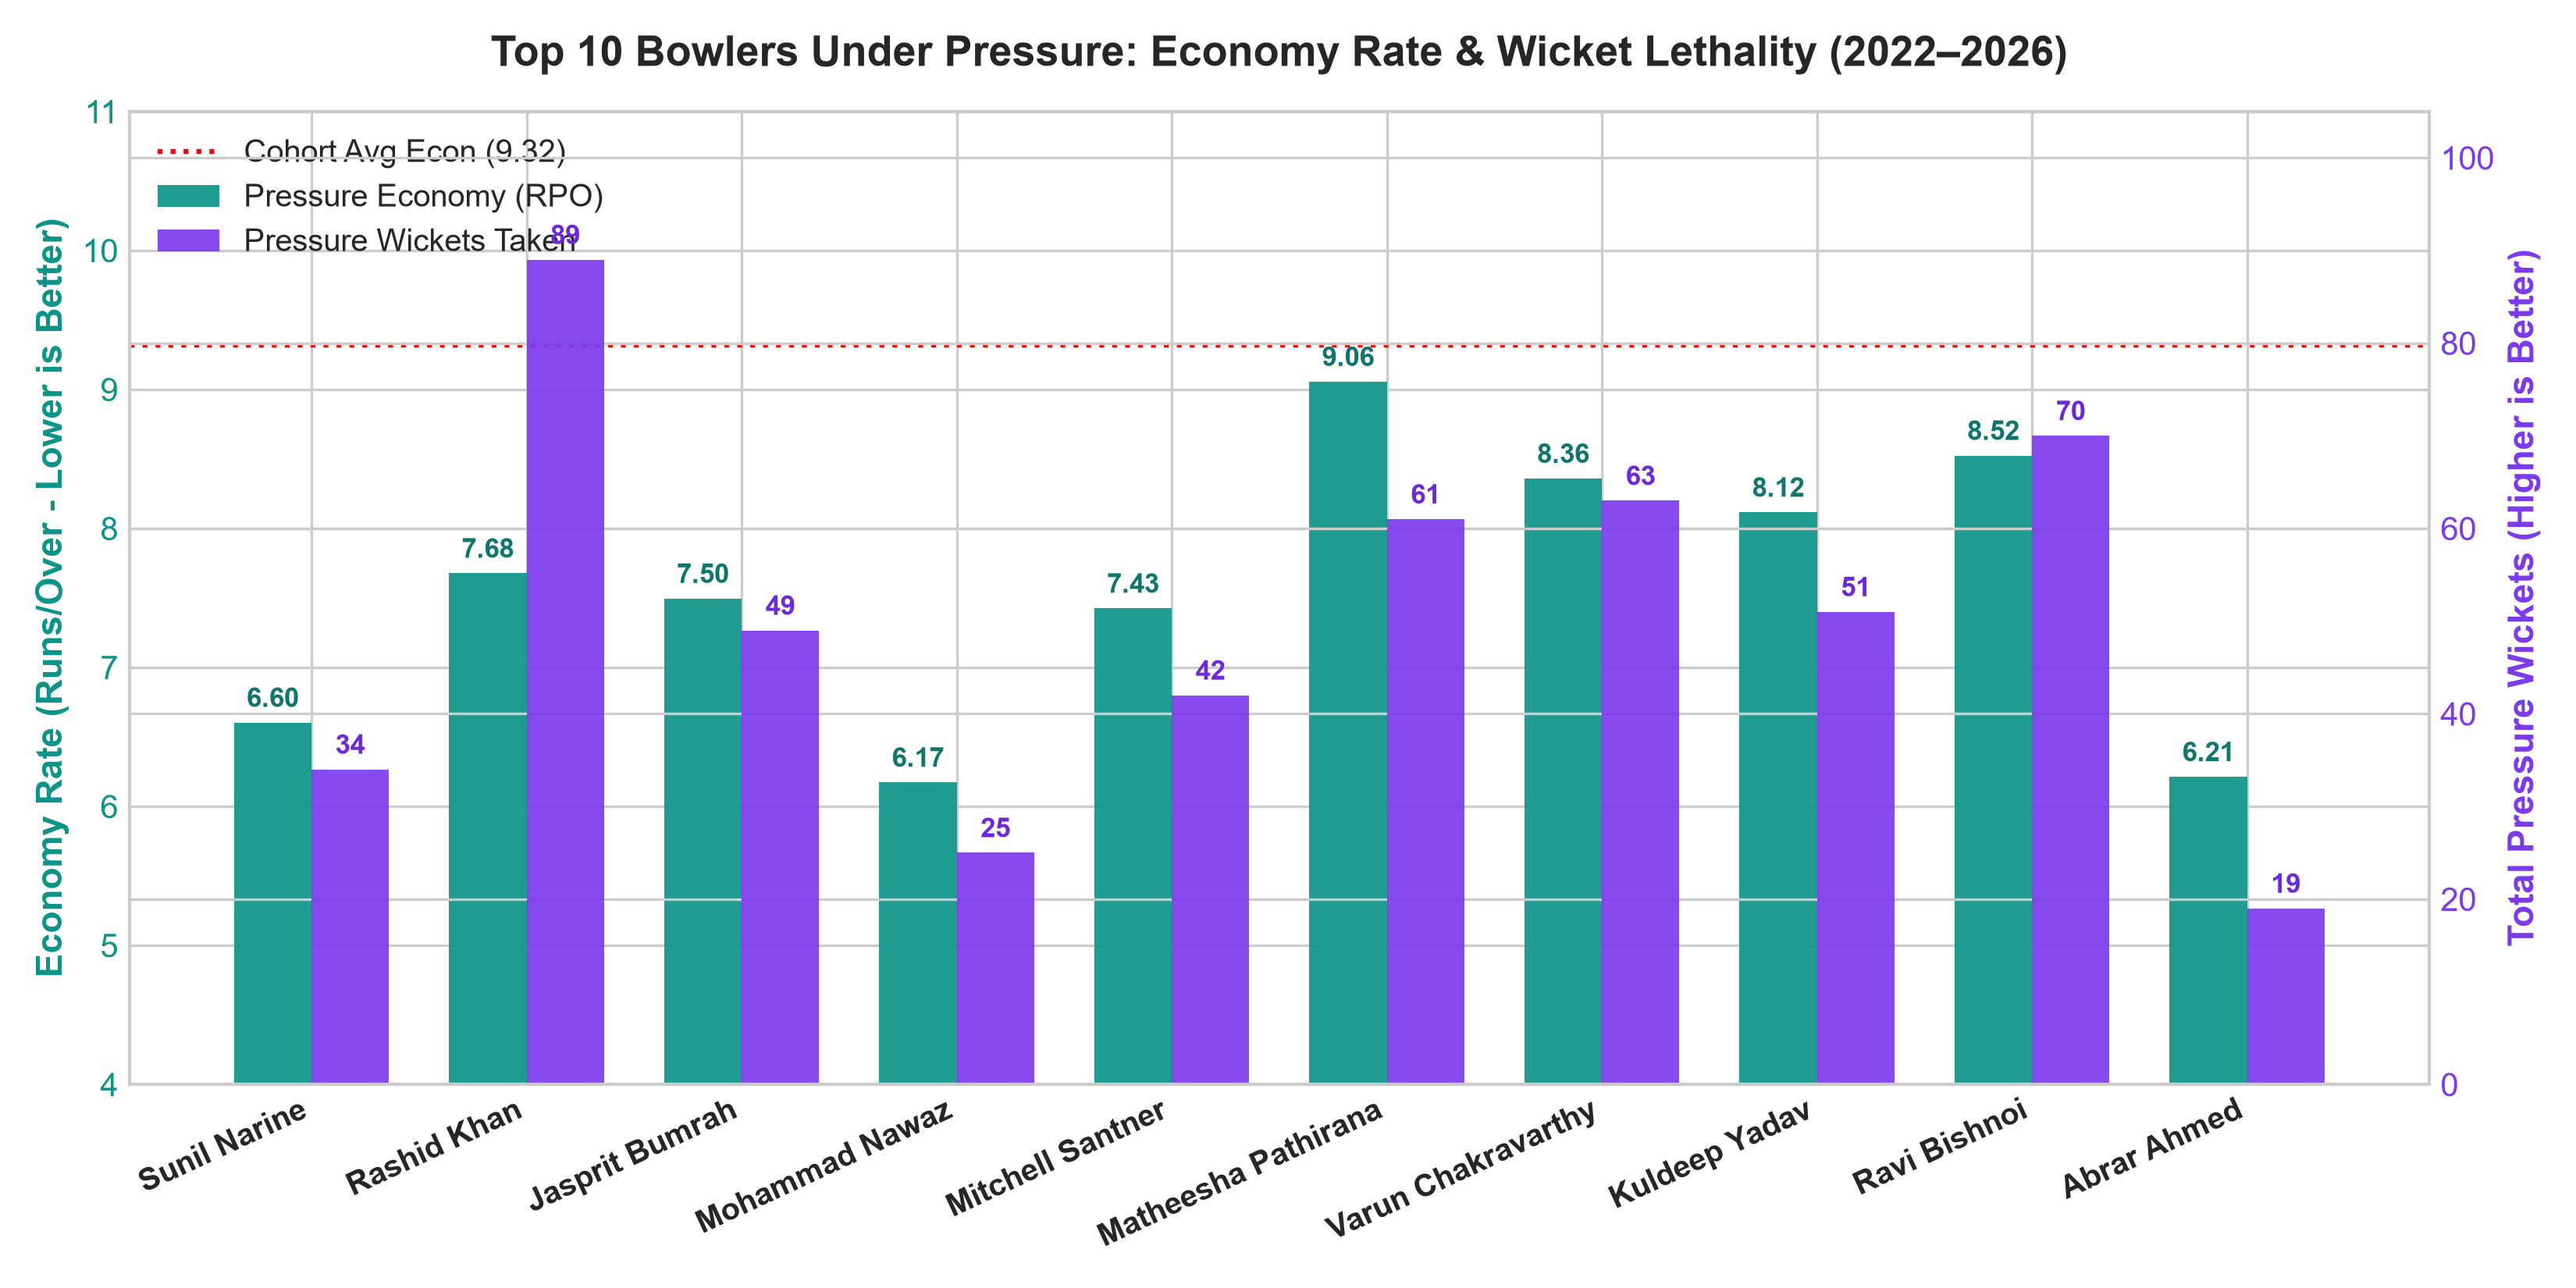 Top 10 Bowlers Under Pressure: Economy Rate & Wicket Lethality (2022–2026)
Cohort Avg Econ (9.32)
Pressure Economy (RPO)
Pressure Wickets Taken
Economy Rate (Runs/Over - Lower is Better)
11
10
9
8
7
6
5
4
Total Pressure Wickets (Higher is Better)
100
80
60
40
20
0
6.60
34
7.68
89
7.50
49
6.17
25
7.43
42
9.06
61
8.36
63
8.12
51
8.52
70
6.21
19
Sunil Narine
Rashid Khan
Jasprit Bumrah
Mohammad Nawaz
Mitchell Santner
Matheesha Pathirana
Varun Chakravarthy
Kuldeep Yadav
Ravi Bishnoi
Abrar Ahmed